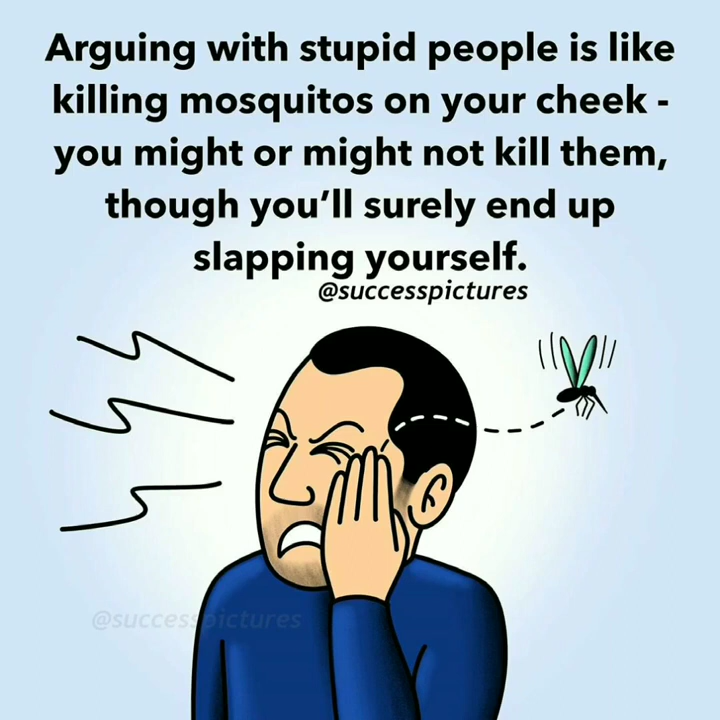 Arguing with stupid people is like
killing mosquitos on your cheek -
you might or might not kill them,
though you'll surely end up
slapping yourself.
@successpictures
@successpictures